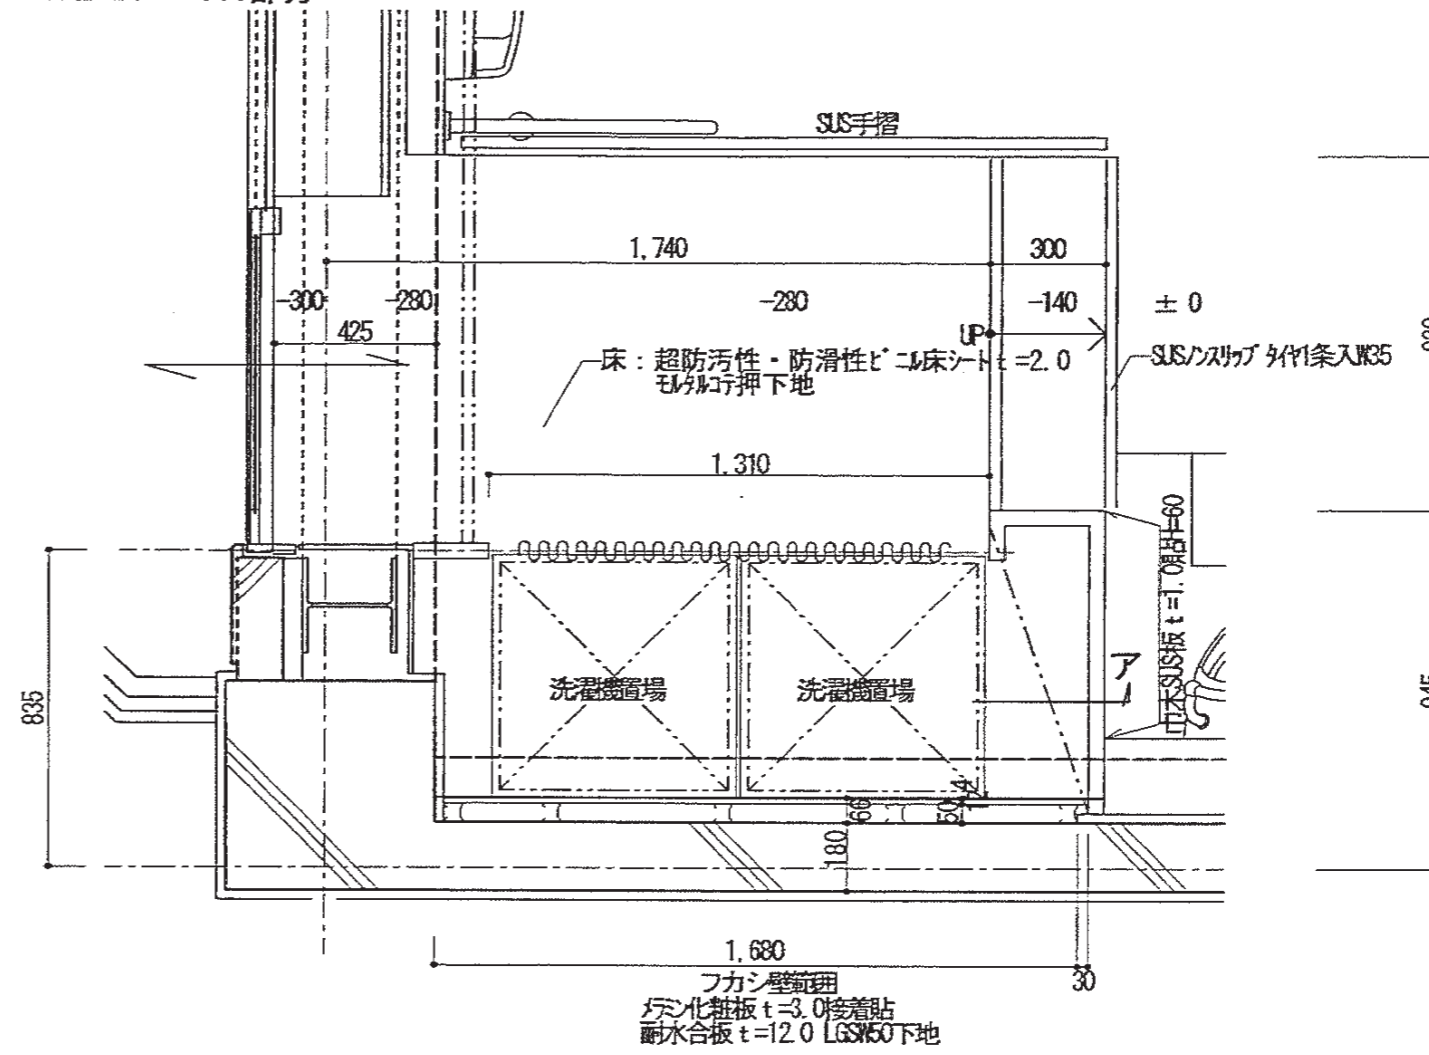 SUS手摺
1,740
300
-300
-280
-280
-140
± 0
425
UP
床：超防汚性・防滑性ビニル床シートt=2.0
モルタルコテ押下地
SUSノンスリップ タイヤ1条入W35
1,310
巾木SUS板 t=1.0貼H=60
洗濯機置場
洗濯機置場
ア
835
66
50
180
1,680
30
フカシ壁範囲
メラミン化粧板 t=3.0接着貼
耐水合板 t=12.0 LGSW50下地